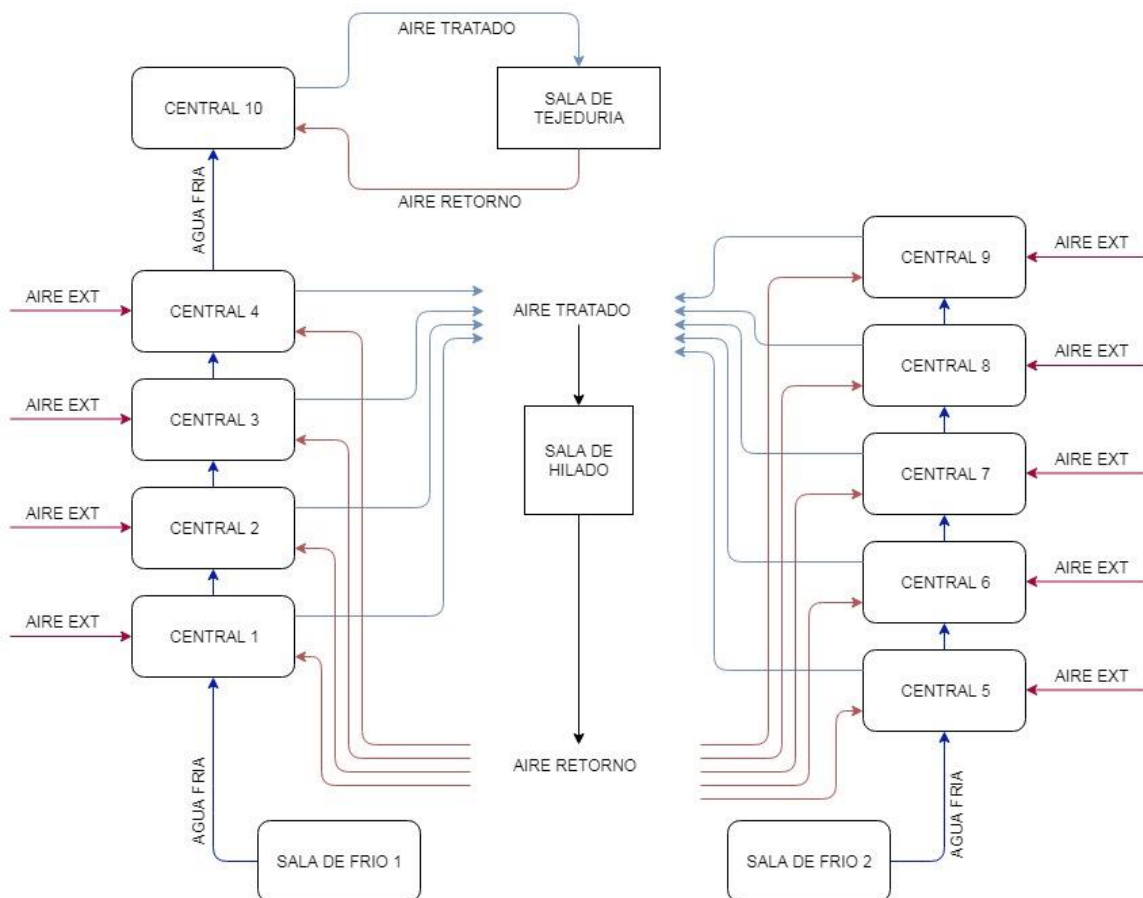 AIRE TRATADO
CENTRAL 10
SALA DE
TEJEDURIA
AIRE RETORNO
AGUA FRIA
CENTRAL 9
AIRE EXT
AIRE EXT
CENTRAL 4
AIRE TRATADO
CENTRAL 8
AIRE EXT
AIRE EXT
CENTRAL 3
SALA DE
HILADO
CENTRAL 7
AIRE EXT
AIRE EXT
CENTRAL 2
CENTRAL 6
AIRE EXT
AIRE EXT
CENTRAL 1
CENTRAL 5
AIRE EXT
AIRE RETORNO
AGUA FRIA
AGUA FRIA
SALA DE FRIO 1
SALA DE FRIO 2